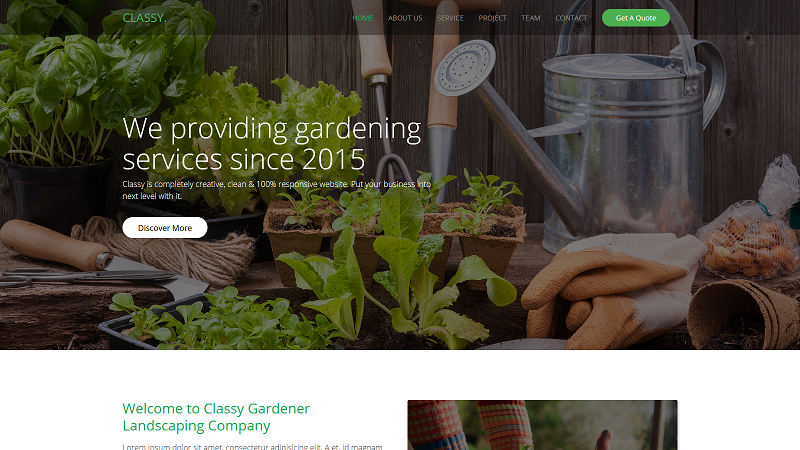 CLASSY.
HOME ABOUT US SERVICE PROJECT TEAM CONTACT Get A Quote
We providing gardening
services since 2015
Classy is completely creative, clean & 100% responsive website. Put your business into
next level with it.
Discover More
Welcome to Classy Gardener
Landscaping Company
Lorem ipsum dolor sit amet, consectetur adipisicing elit. A et, id magnam